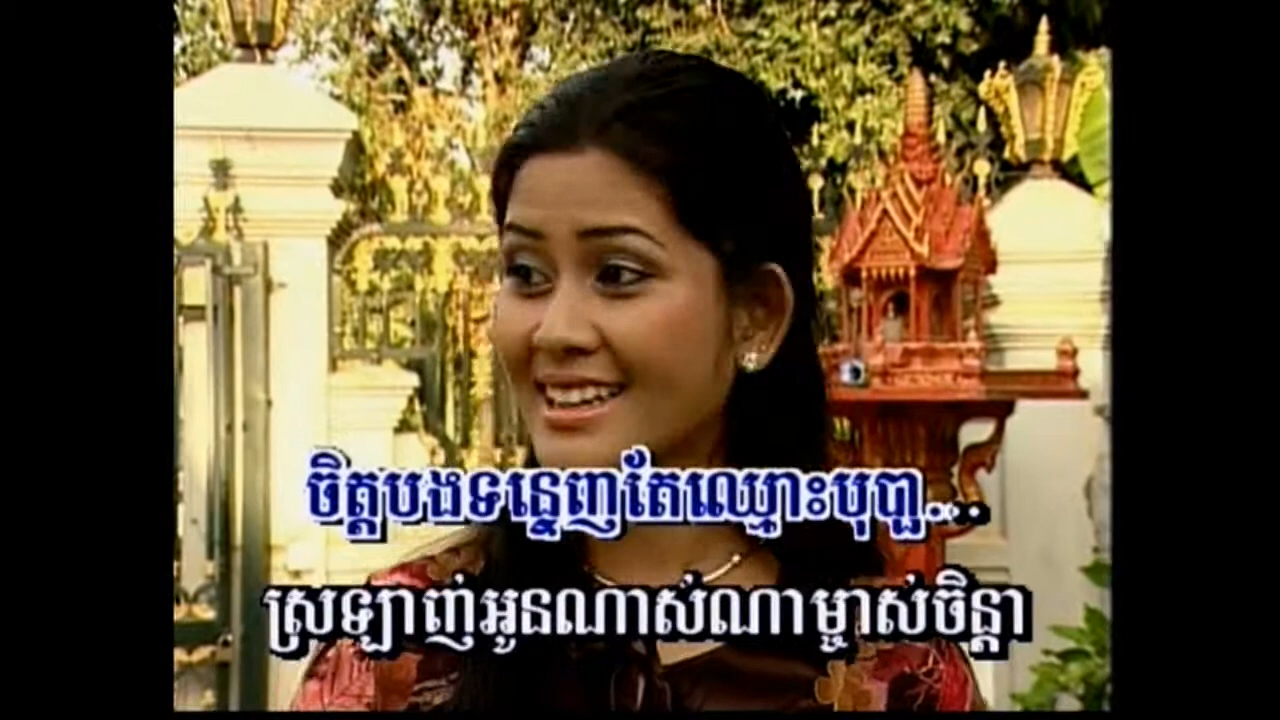 ចិត្តបងទន្ទេញតែឈ្មោះបុប្ផា....
ស្រឡាញ់អូនណាស់ណាម្ចាស់ចិន្តា